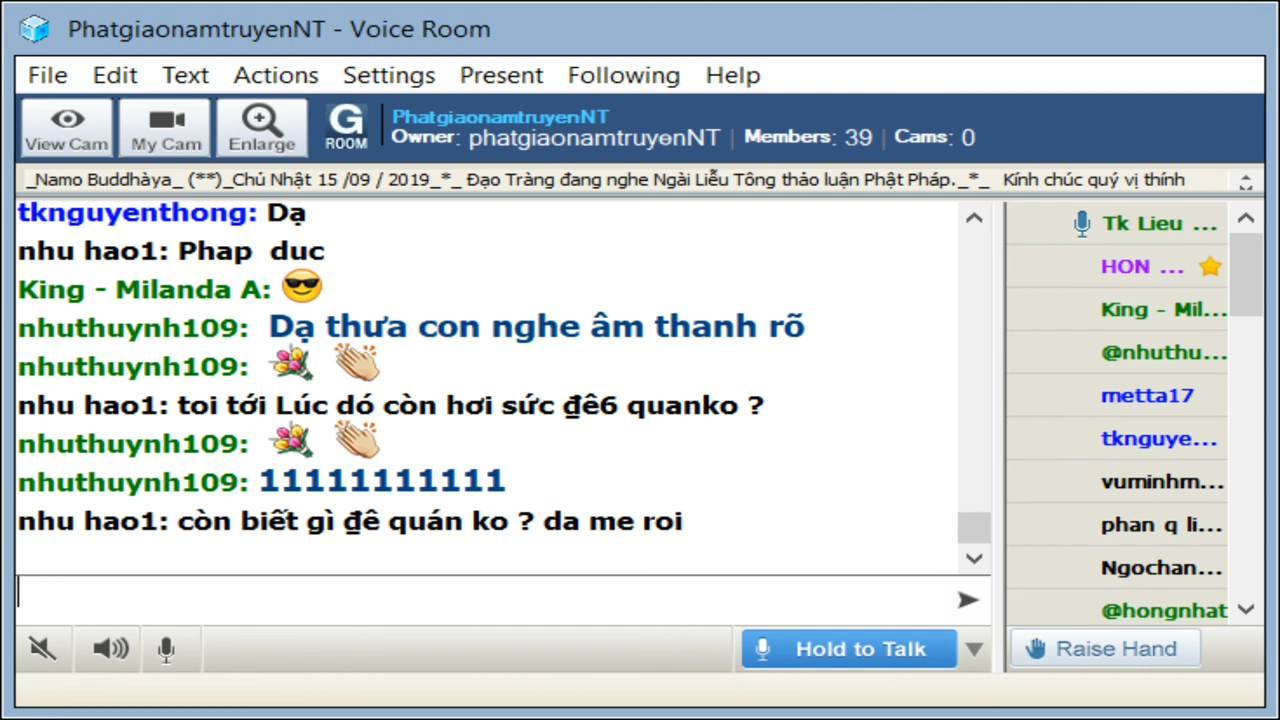 PhatgiaonamtruyenNT - Voice Room
File Edit Text Actions Settings Present Following Help
View Cam My Cam Enlarge G ROOM
PhatgiaonamtruyenNT
Owner: phatgiaonamtruyenNT | Members: 39 | Cams: 0
_Namo Buddhàya_ (**)_Chủ Nhật 15 /09 / 2019_*_ Đạo Tràng đang nghe Ngài Liễu Tông thảo luận Phật Pháp._*_ Kính chúc quý vị thính
tknguyenthong: Dạ
nhu hao1: Phap duc
King - Milanda A: 😎
nhuthuynh109: Dạ thưa con nghe âm thanh rõ
nhuthuynh109: 💐 👏
nhu hao1: toi tới Lúc dó còn hơi sức ₫ê6 quanko ?
nhuthuynh109: 💐 👏
nhuthuynh109: 11111111111
nhu hao1: còn biết gì ₫ê quán ko ? da me roi
Tk Lieu ...
HON ...
King - Mil...
@nhuthu...
metta17
tknguye...
vuminhm...
phan q li...
Ngochan...
@hongnhat
Hold to Talk
Raise Hand